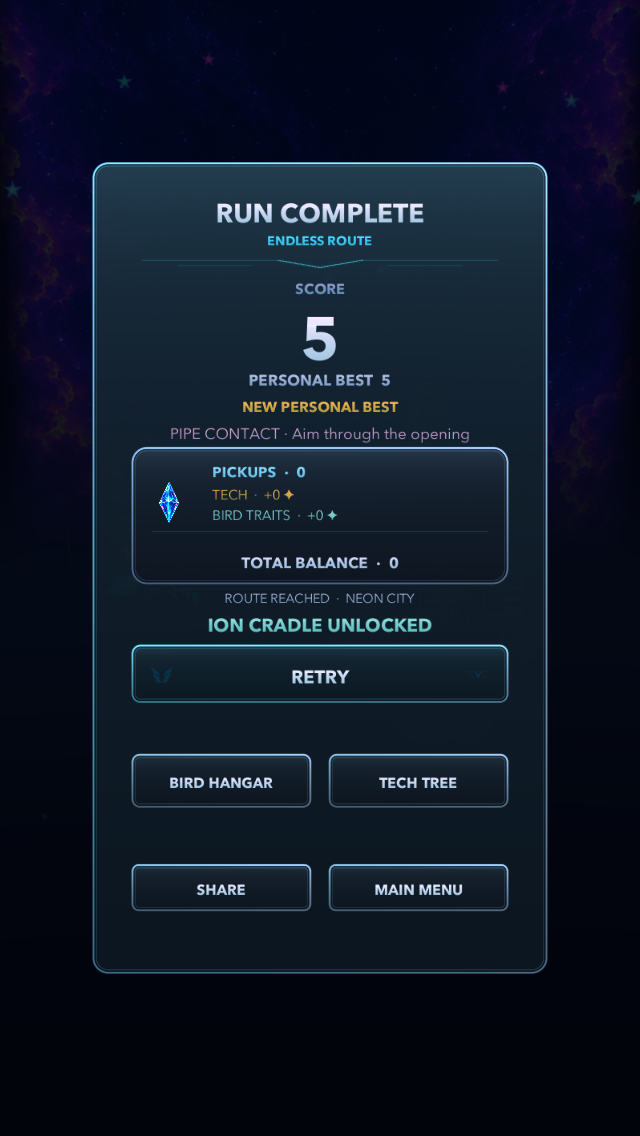 RUN COMPLETE
ENDLESS ROUTE
SCORE
5
PERSONAL BEST 5
NEW PERSONAL BEST
PIPE CONTACT · Aim through the opening
PICKUPS · 0
TECH · +0 ✦
BIRD TRAITS · +0 ✦
TOTAL BALANCE · 0
ROUTE REACHED · NEON CITY
ION CRADLE UNLOCKED
RETRY
BIRD HANGAR
TECH TREE
SHARE
MAIN MENU